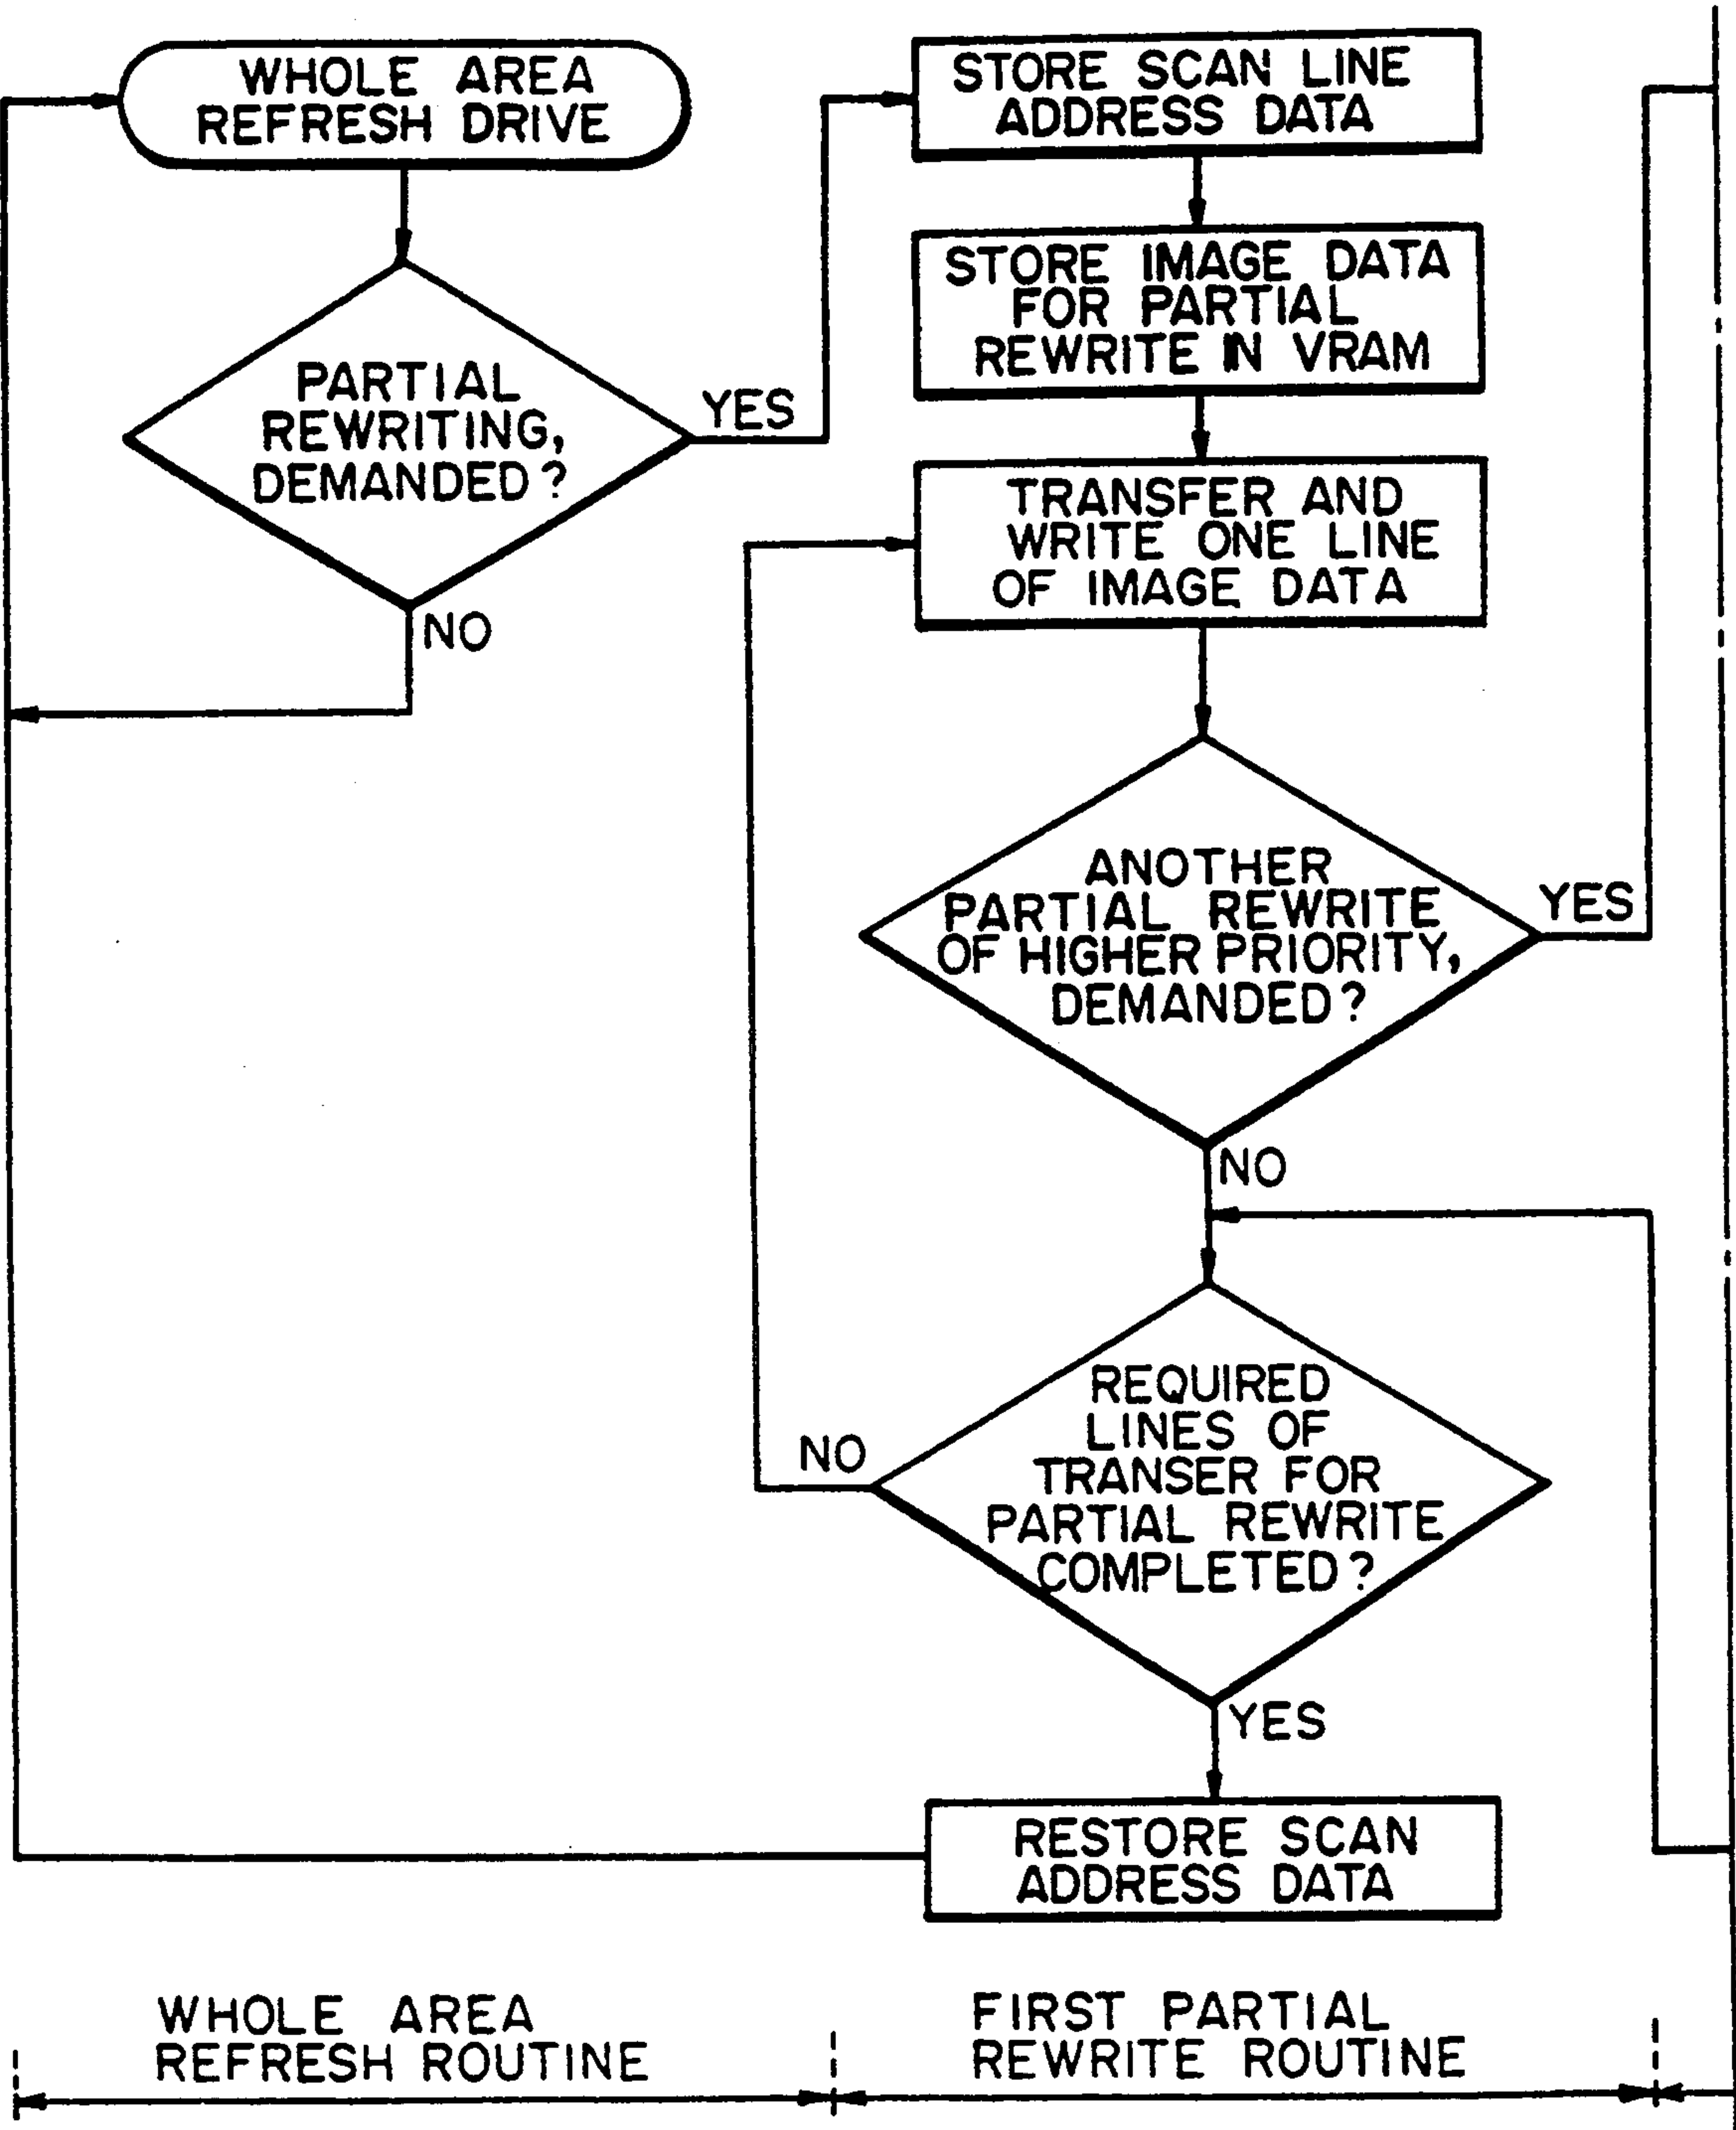 WHOLE AREA
REFRESH DRIVE
PARTIAL
REWRITING,
DEMANDED?
YES
NO
STORE SCAN LINE
ADDRESS DATA
STORE IMAGE DATA
FOR PARTIAL
REWRITE IN VRAM
TRANSFER AND
WRITE ONE LINE
OF IMAGE DATA
ANOTHER
PARTIAL REWRITE
OF HIGHER PRIORITY,
DEMANDED?
YES
NO
REQUIRED
LINES OF
TRANSER FOR
PARTIAL REWRITE
COMPLETED?
NO
YES
RESTORE SCAN
ADDRESS DATA
WHOLE AREA
REFRESH ROUTINE
FIRST PARTIAL
REWRITE ROUTINE